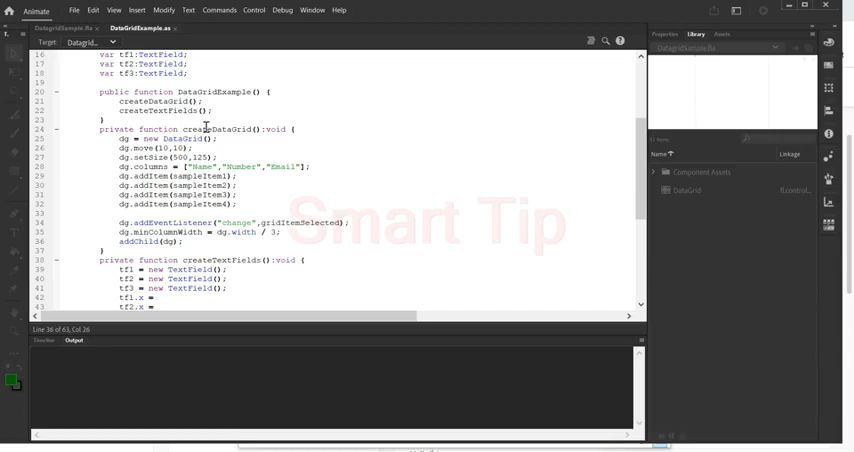 Animate File Edit View Insert Modify Text Commands Control Debug Window Help
DatagridSample.fla × DataGridExample.as ×
Target: Datagrid...
16 var tf1:TextField;
17 var tf2:TextField;
18 var tf3:TextField;
19
20 public function DataGridExample() {
21 createDataGrid();
22 createTextFields();
23 }
24 private function createDataGrid():void {
25 dg = new DataGrid();
26 dg.move(10,10);
27 dg.setSize(500,125);
28 dg.columns = ["Name","Number","Email"];
29 dg.addItem(sampleItem1);
30 dg.addItem(sampleItem2);
31 dg.addItem(sampleItem3);
32 dg.addItem(sampleItem4);
33
34 dg.addEventListener("change",gridItemSelected);
35 dg.minColumnWidth = dg.width / 3;
36 addChild(dg);
37 }
38 private function createTextFields():void {
39 tf1 = new TextField();
40 tf2 = new TextField();
41 tf3 = new TextField();
42 tf1.x =
43 tf2.x =
Smart Tip
Line 36 of 63, Col 26
Timeline Output
Properties Library Assets
DatagridSample.fla
Name Linkage
Component Assets
DataGrid fl.control...